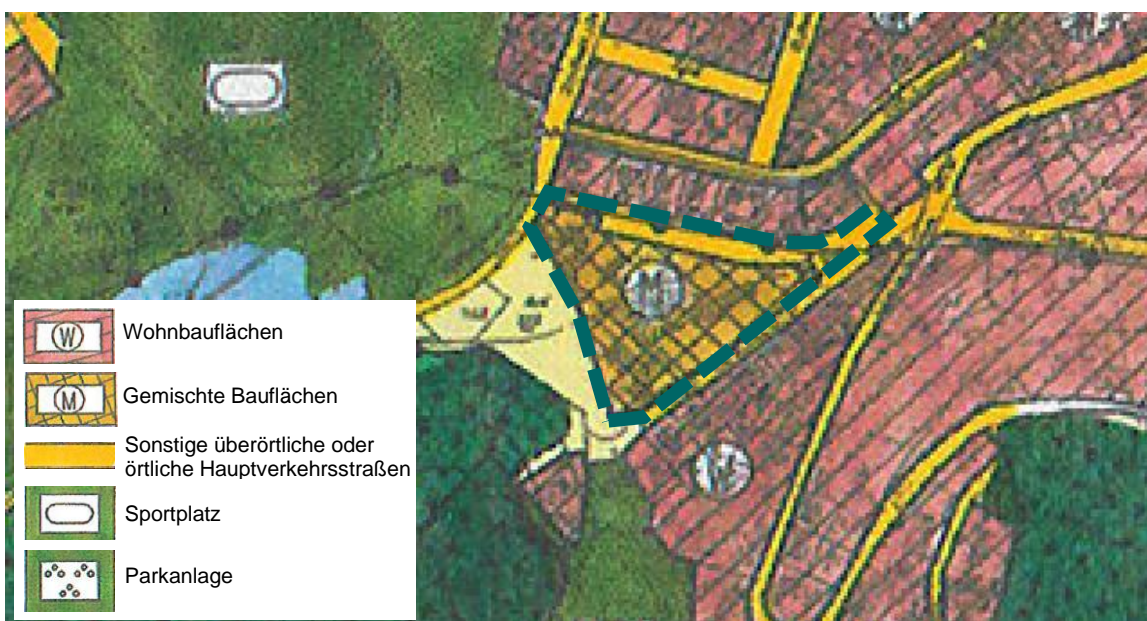 W
Wohnbauflächen
M
Gemischte Bauflächen
Sonstige überörtliche oder
örtliche Hauptverkehrsstraßen
Sportplatz
Parkanlage
M